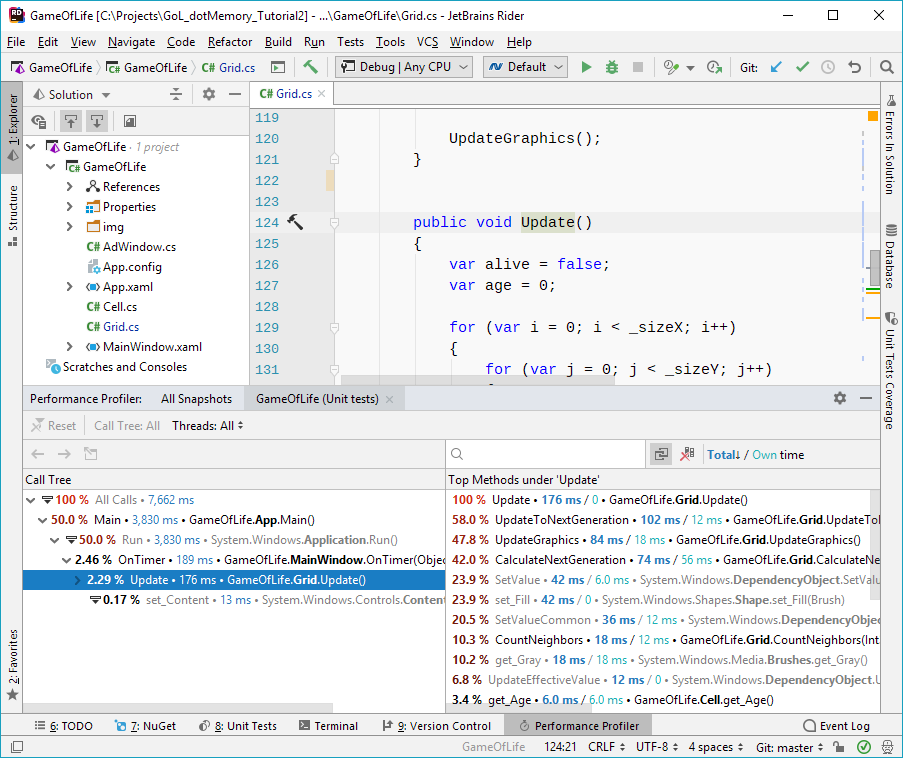 GameOfLife [C:\Projects\GoL_dotMemory_Tutorial2] - ...\GameOfLife\Grid.cs - JetBrains Rider
File Edit View Navigate Code Refactor Build Run Tests Tools VCS Window Help
GameOfLife GameOfLife C# Grid.cs Debug | Any CPU Default Git:
1: Explorer
Structure
2: Favorites
Solution
GameOfLife · 1 project
GameOfLife
References
Properties
img
C# AdWindow.cs
App.config
App.xaml
C# Cell.cs
C# Grid.cs
MainWindow.xaml
Scratches and Consoles
C# Grid.cs
119
120 UpdateGraphics();
121 }
122
123
124 public void Update()
125 {
126 var alive = false;
127 var age = 0;
128
129 for (var i = 0; i < _sizeX; i++)
130 {
131 for (var j = 0; j < _sizeY; j++)
Errors In Solution
Database
Unit Tests Coverage
Performance Profiler: All Snapshots GameOfLife (Unit tests)
Reset Call Tree: All Threads: All
Total↓ / Own time
Call Tree
100 % All Calls • 7,662 ms
50.0 % Main • 3,830 ms • GameOfLife.App.Main()
50.0 % Run • 3,830 ms • System.Windows.Application.Run()
2.46 % OnTimer • 189 ms • GameOfLife.MainWindow.OnTimer(Objec
2.29 % Update • 176 ms • GameOfLife.Grid.Update()
0.17 % set_Content • 13 ms • System.Windows.Controls.Conten
Top Methods under 'Update'
100 % Update • 176 ms / 0 • GameOfLife.Grid.Update()
58.0 % UpdateToNextGeneration • 102 ms / 12 ms • GameOfLife.Grid.UpdateTo
47.8 % UpdateGraphics • 84 ms / 18 ms • GameOfLife.Grid.UpdateGraphics()
42.0 % CalculateNextGeneration • 74 ms / 56 ms • GameOfLife.Grid.CalculateNe
23.9 % SetValue • 42 ms / 6.0 ms • System.Windows.DependencyObject.SetValu
23.9 % set_Fill • 42 ms / 0 • System.Windows.Shapes.Shape.set_Fill(Brush)
20.5 % SetValueCommon • 36 ms / 12 ms • System.Windows.DependencyObjec
10.3 % CountNeighbors • 18 ms / 12 ms • GameOfLife.Grid.CountNeighbors(Int
10.2 % get_Gray • 18 ms / 18 ms • System.Windows.Media.Brushes.get_Gray()
6.8 % UpdateEffectiveValue • 12 ms / 0 • System.Windows.DependencyObject.U
3.4 % get_Age • 6.0 ms / 6.0 ms • GameOfLife.Cell.get_Age()
6: TODO 7: NuGet 8: Unit Tests Terminal 9: Version Control Performance Profiler Event Log
GameOfLife 124:21 CRLF UTF-8 4 spaces Git: master